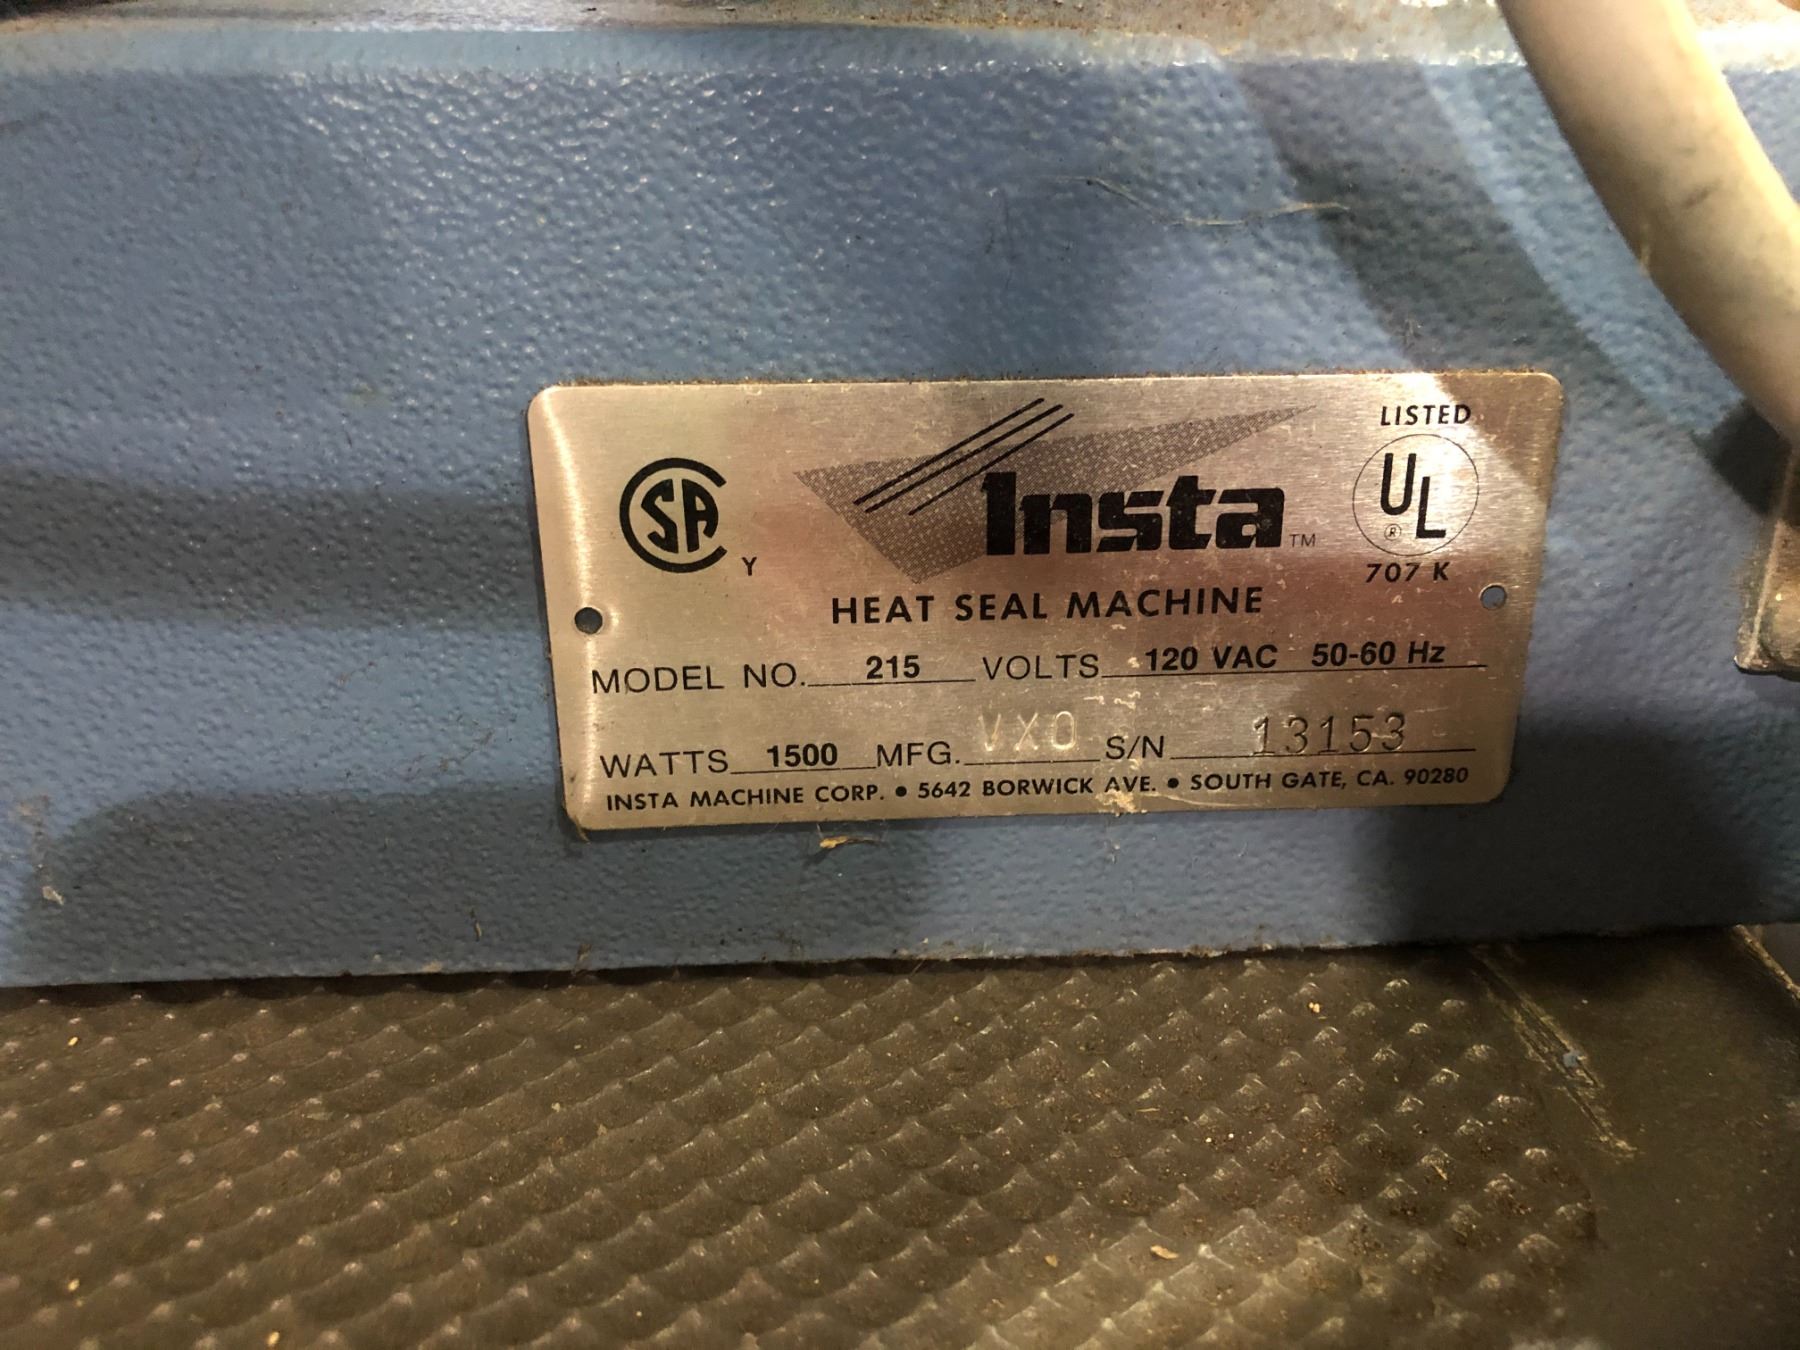 LISTED
SA Y Insta™ UL ®
707 K
HEAT SEAL MACHINE
MODEL NO. 215 VOLTS 120 VAC 50-60 Hz
WATTS 1500 MFG. VXO S/N 13153
INSTA MACHINE CORP. • 5642 BORWICK AVE. • SOUTH GATE, CA. 90280